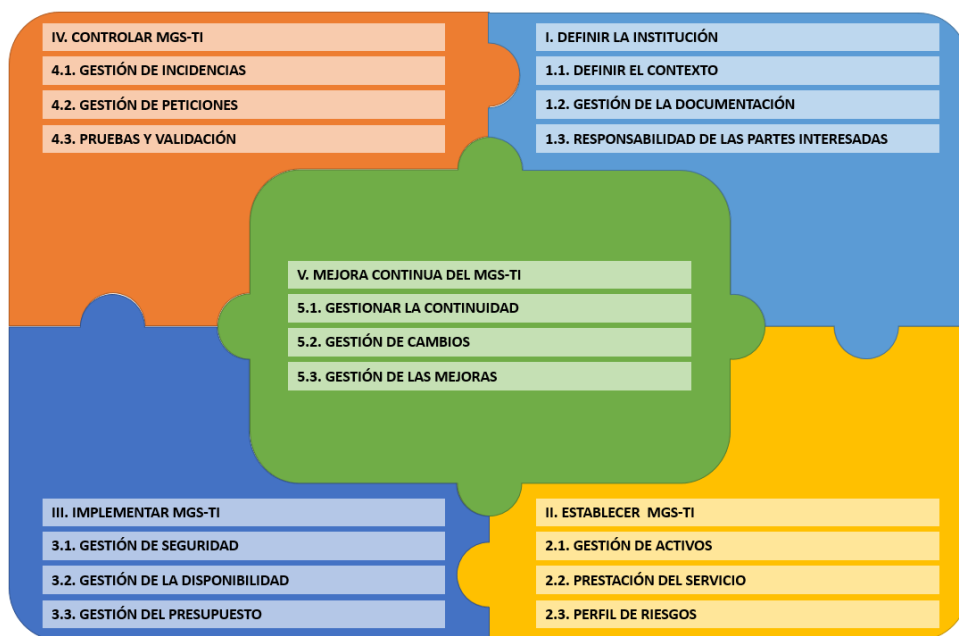 IV. CONTROLAR MGS-TI
4.1. GESTIÓN DE INCIDENCIAS
4.2. GESTIÓN DE PETICIONES
4.3. PRUEBAS Y VALIDACIÓN
I. DEFINIR LA INSTITUCIÓN
1.1. DEFINIR EL CONTEXTO
1.2. GESTIÓN DE LA DOCUMENTACIÓN
1.3. RESPONSABILIDAD DE LAS PARTES INTERESADAS
V. MEJORA CONTINUA DEL MGS-TI
5.1. GESTIONAR LA CONTINUIDAD
5.2. GESTIÓN DE CAMBIOS
5.3. GESTIÓN DE LAS MEJORAS
III. IMPLEMENTAR MGS-TI
3.1. GESTIÓN DE SEGURIDAD
3.2. GESTIÓN DE LA DISPONIBILIDAD
3.3. GESTIÓN DEL PRESUPUESTO
II. ESTABLECER MGS-TI
2.1. GESTIÓN DE ACTIVOS
2.2. PRESTACIÓN DEL SERVICIO
2.3. PERFIL DE RIESGOS